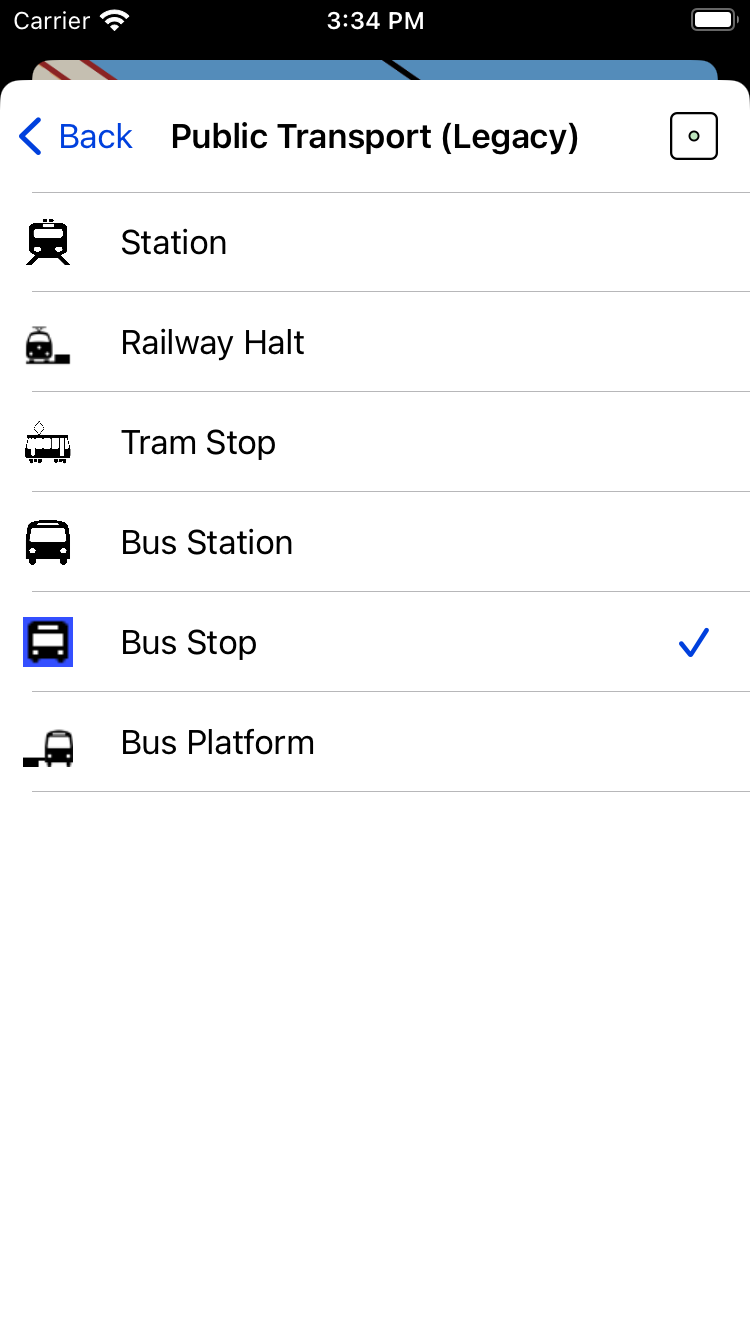 Carrier 3:34 PM
Back Public Transport (Legacy)
Station
Railway Halt
Tram Stop
Bus Station
Bus Stop
Bus Platform